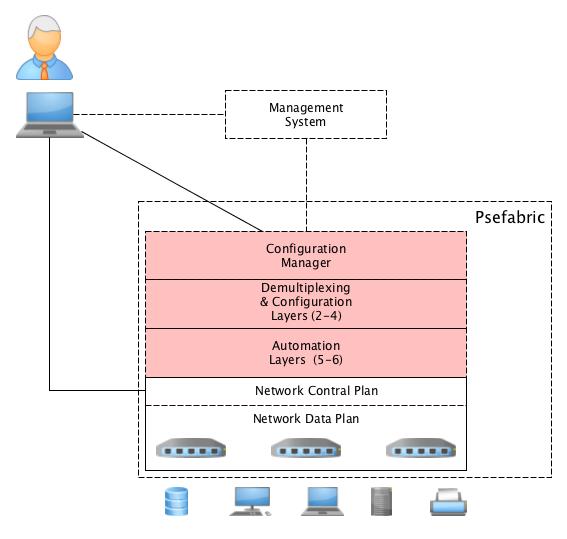 Management
System
Psefabric
Configuration
Manager
Demultiplexing
& Configuration
Layers (2-4)
Automation
Layers (5-6)
Network Contral Plan
Network Data Plan